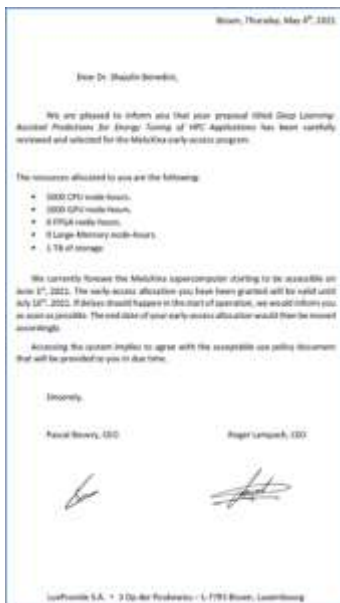 Bissen, Thursday, May 6th, 2021
Dear Dr. Shajulin Benedict,
We are pleased to inform you that your proposal titled Deep Learning-
Assisted Predictions for Energy Tuning of HPC Applications has been carefully
reviewed and selected for the MeluXina early access program.
The resources allocated to you are the following:
• 5000 CPU node-hours,
• GPU node-hours,
• 0 FPGA node-hours,
• 0 Large Memory node-hours
• 1 TB of storage
We currently foresee the MeluXina supercomputer starting to be accessible on
June 1st, 2021. The early access allocation you have been granted will be valid until
July 2021. If delays should happen in the start of operation, we would inform you
as soon as possible. The end date of your early access allocation would then be moved
accordingly.
Accessing the system implies to agree with the acceptable use policy document
that will be provided to you in due time.
Sincerely,
Pascal Bouvry, CEO Roger Lampach, COO
LuxProvide S.A. • 3 Op der Poukewiss – L-7795 Bissen, Luxembourg